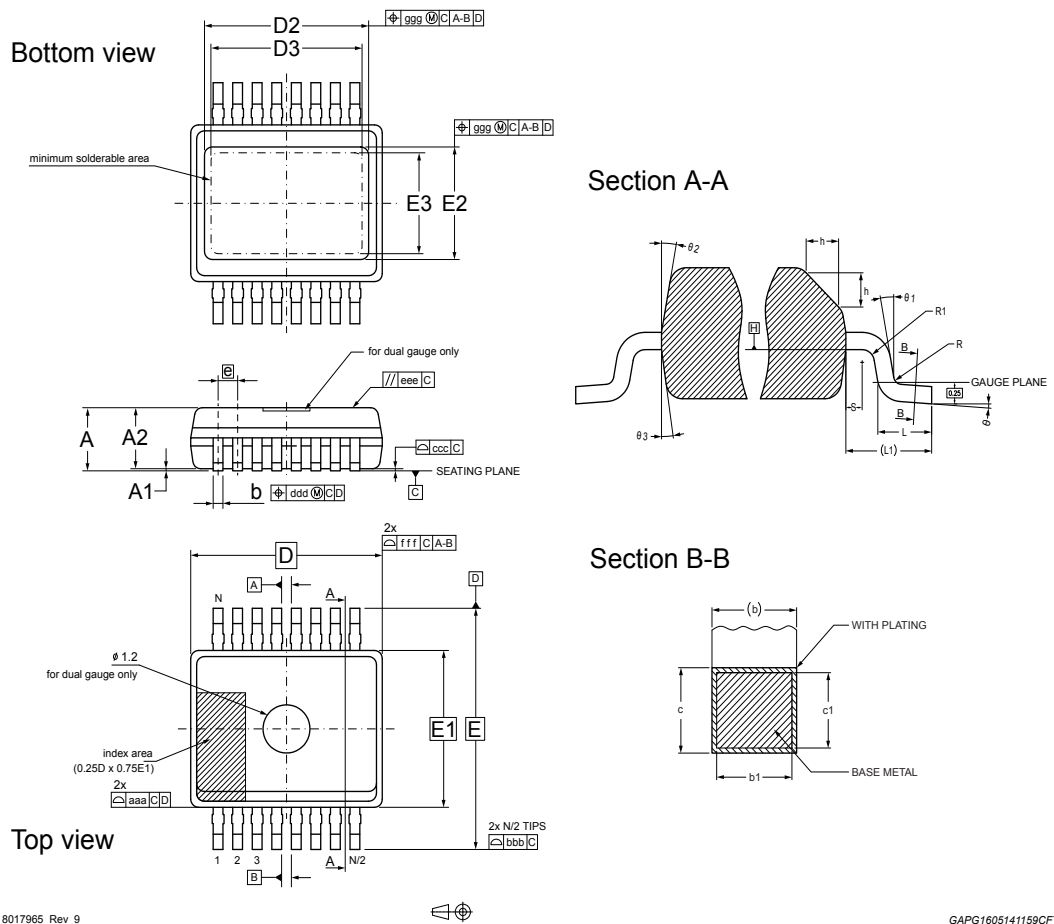 Bottom view
D2
⌖ ggg Ⓜ C A-B D
D3
⌖ ggg Ⓜ C A-B D
minimum solderable area
E3 E2
for dual gauge only
e
// eee C
A
A2
⌓ ccc C
SEATING PLANE
A1
b
⌖ ddd Ⓜ C D
C
2x
⌓ fff C A-B
D
A
D
N
A
ø 1.2
for dual gauge only
E1 E
index area
(0.25D x 0.75E1)
2x
⌓ aaa C D
2x N/2 TIPS
⌓ bbb C
Top view
1 2 3 A N/2
B
8017965 Rev_9
Section A-A
θ2
h
h
θ1
R1
H
B
R
GAUGE PLANE
0.25
S
B
θ
θ3
L
(L1)
Section B-B
(b)
WITH PLATING
c
c1
b1
BASE METAL
GAPG1605141159CF